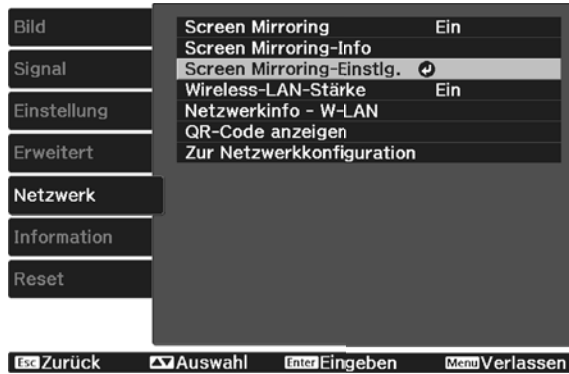 Bild
Signal
Einstellung
Erweitert
Netzwerk
Information
Reset
Screen Mirroring Ein
Screen Mirroring-Info
Screen Mirroring-Einstlg.
Wireless-LAN-Stärke Ein
Netzwerkinfo - W-LAN
QR-Code anzeigen
Zur Netzwerkkonfiguration
Esc Zurück Auswahl Enter Eingeben Menu Verlassen